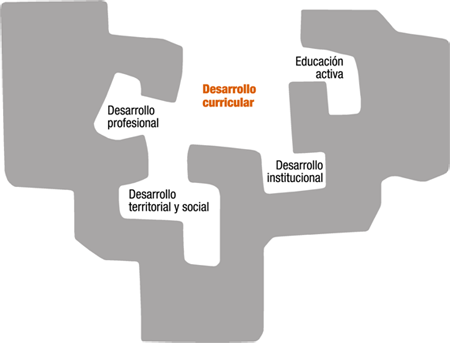 Desarrollo
curricular
Educación
activa
Desarrollo
profesional
Desarrollo
institucional
Desarrollo
territorial y social